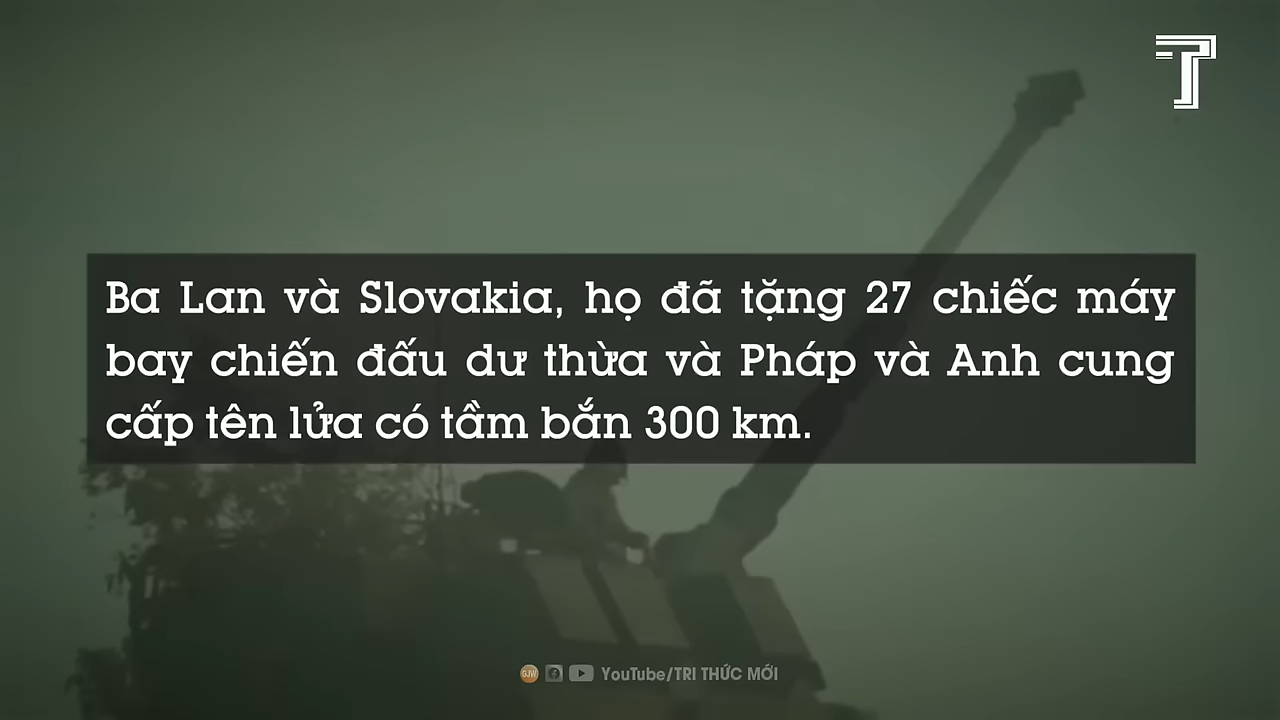 Ba Lan và Slovakia, họ đã tặng 27 chiếc máy
bay chiến đấu dư thừa và Pháp và Anh cung
cấp tên lửa có tầm bắn 300 km.
GJW YouTube/TRI THỨC MỚI